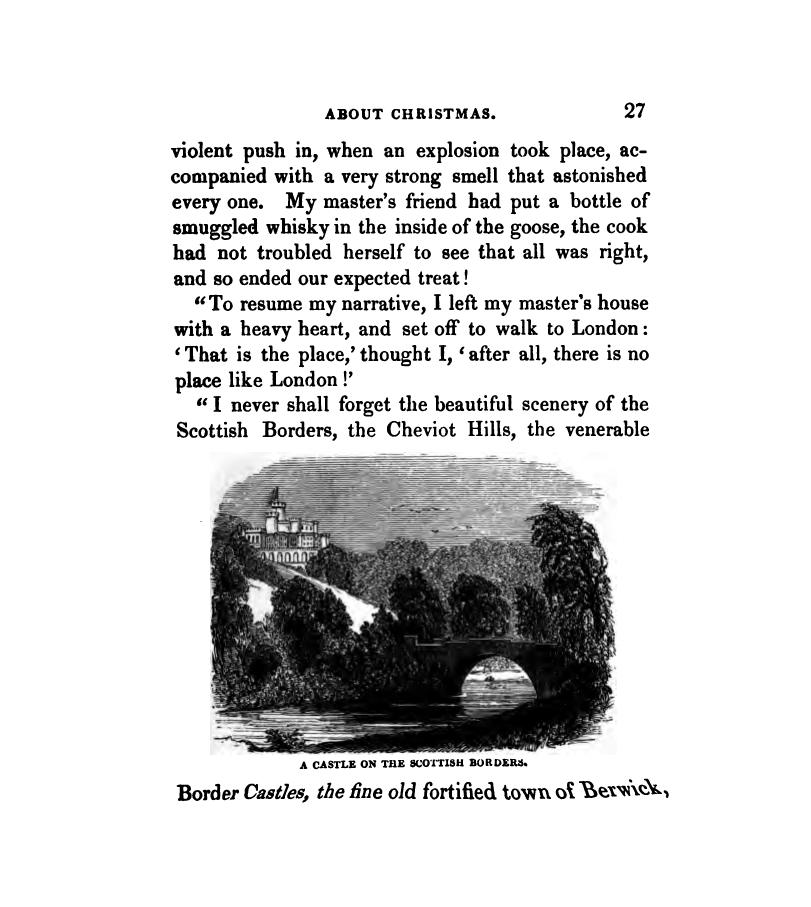 ABOUT CHRISTMAS. 27
violent push in, when an explosion took place, ac-
companied with a very strong smell that astonished
every one. My master's friend had put a bottle of
smuggled whisky in the inside of the goose, the cook
had not troubled herself to see that all was right,
and so ended our expected treat!
“To resume my narrative, I left my master's house
with a heavy heart, and set off to walk to London:
‘That is the place,’ thought I, ‘after all, there is no
place like London!’
“I never shall forget the beautiful scenery of the
Scottish Borders, the Cheviot Hills, the venerable
A CASTLE ON THE SCOTTISH BORDERS.
Border Castles, the fine old fortified town of Berwick,